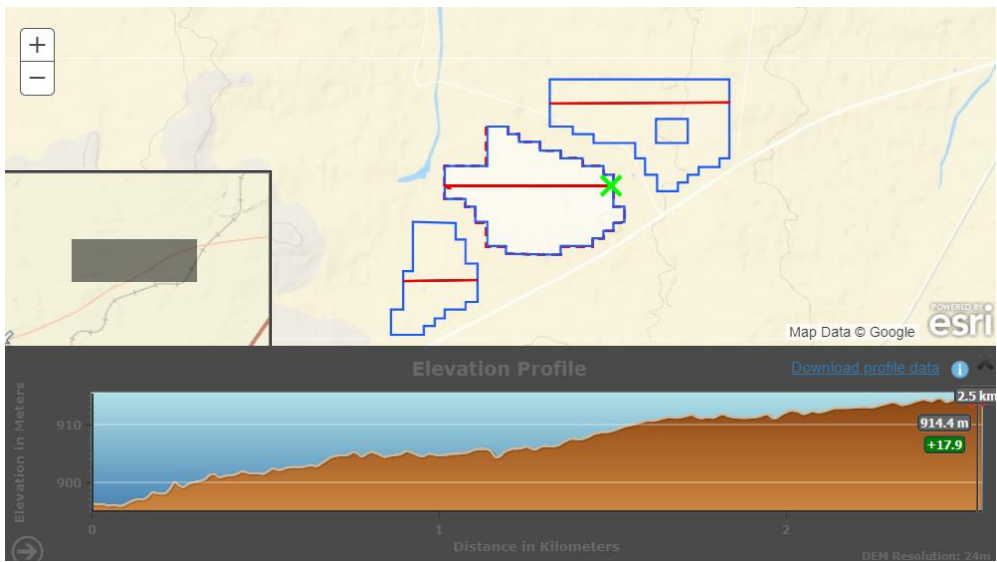 +
−
POWERED BY
esri
Map Data © Google
Elevation Profile
Download profile data
i
2.5 km
914.4 m
+17.9
Elevation in Meters
910
900
0
1
2
Distance in Kilometers
DEM Resolution: 24m